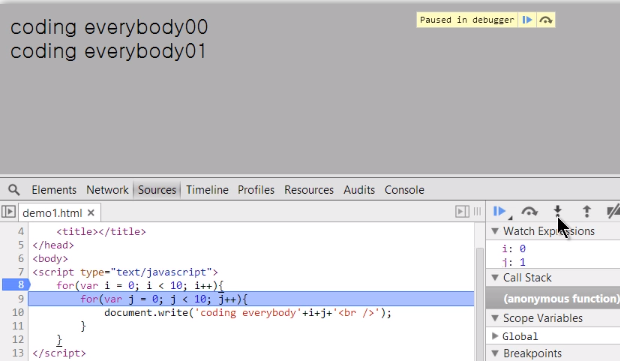 coding everybody00
coding everybody01
Paused in debugger
Elements Network Sources Timeline Profiles Resources Audits Console
demo1.html ×
4 <title></title>
5 </head>
6 <body>
7 <script type="text/javascript">
8 for(var i = 0; i < 10; i++){
9 for(var j = 0; j < 10; j++){
10 document.write('coding everybody'+i+j+'<br />');
11 }
12 }
13 </script>
Watch Expressions
i: 0
j: 1
Call Stack
(anonymous function)
Scope Variables
Global
Breakpoints